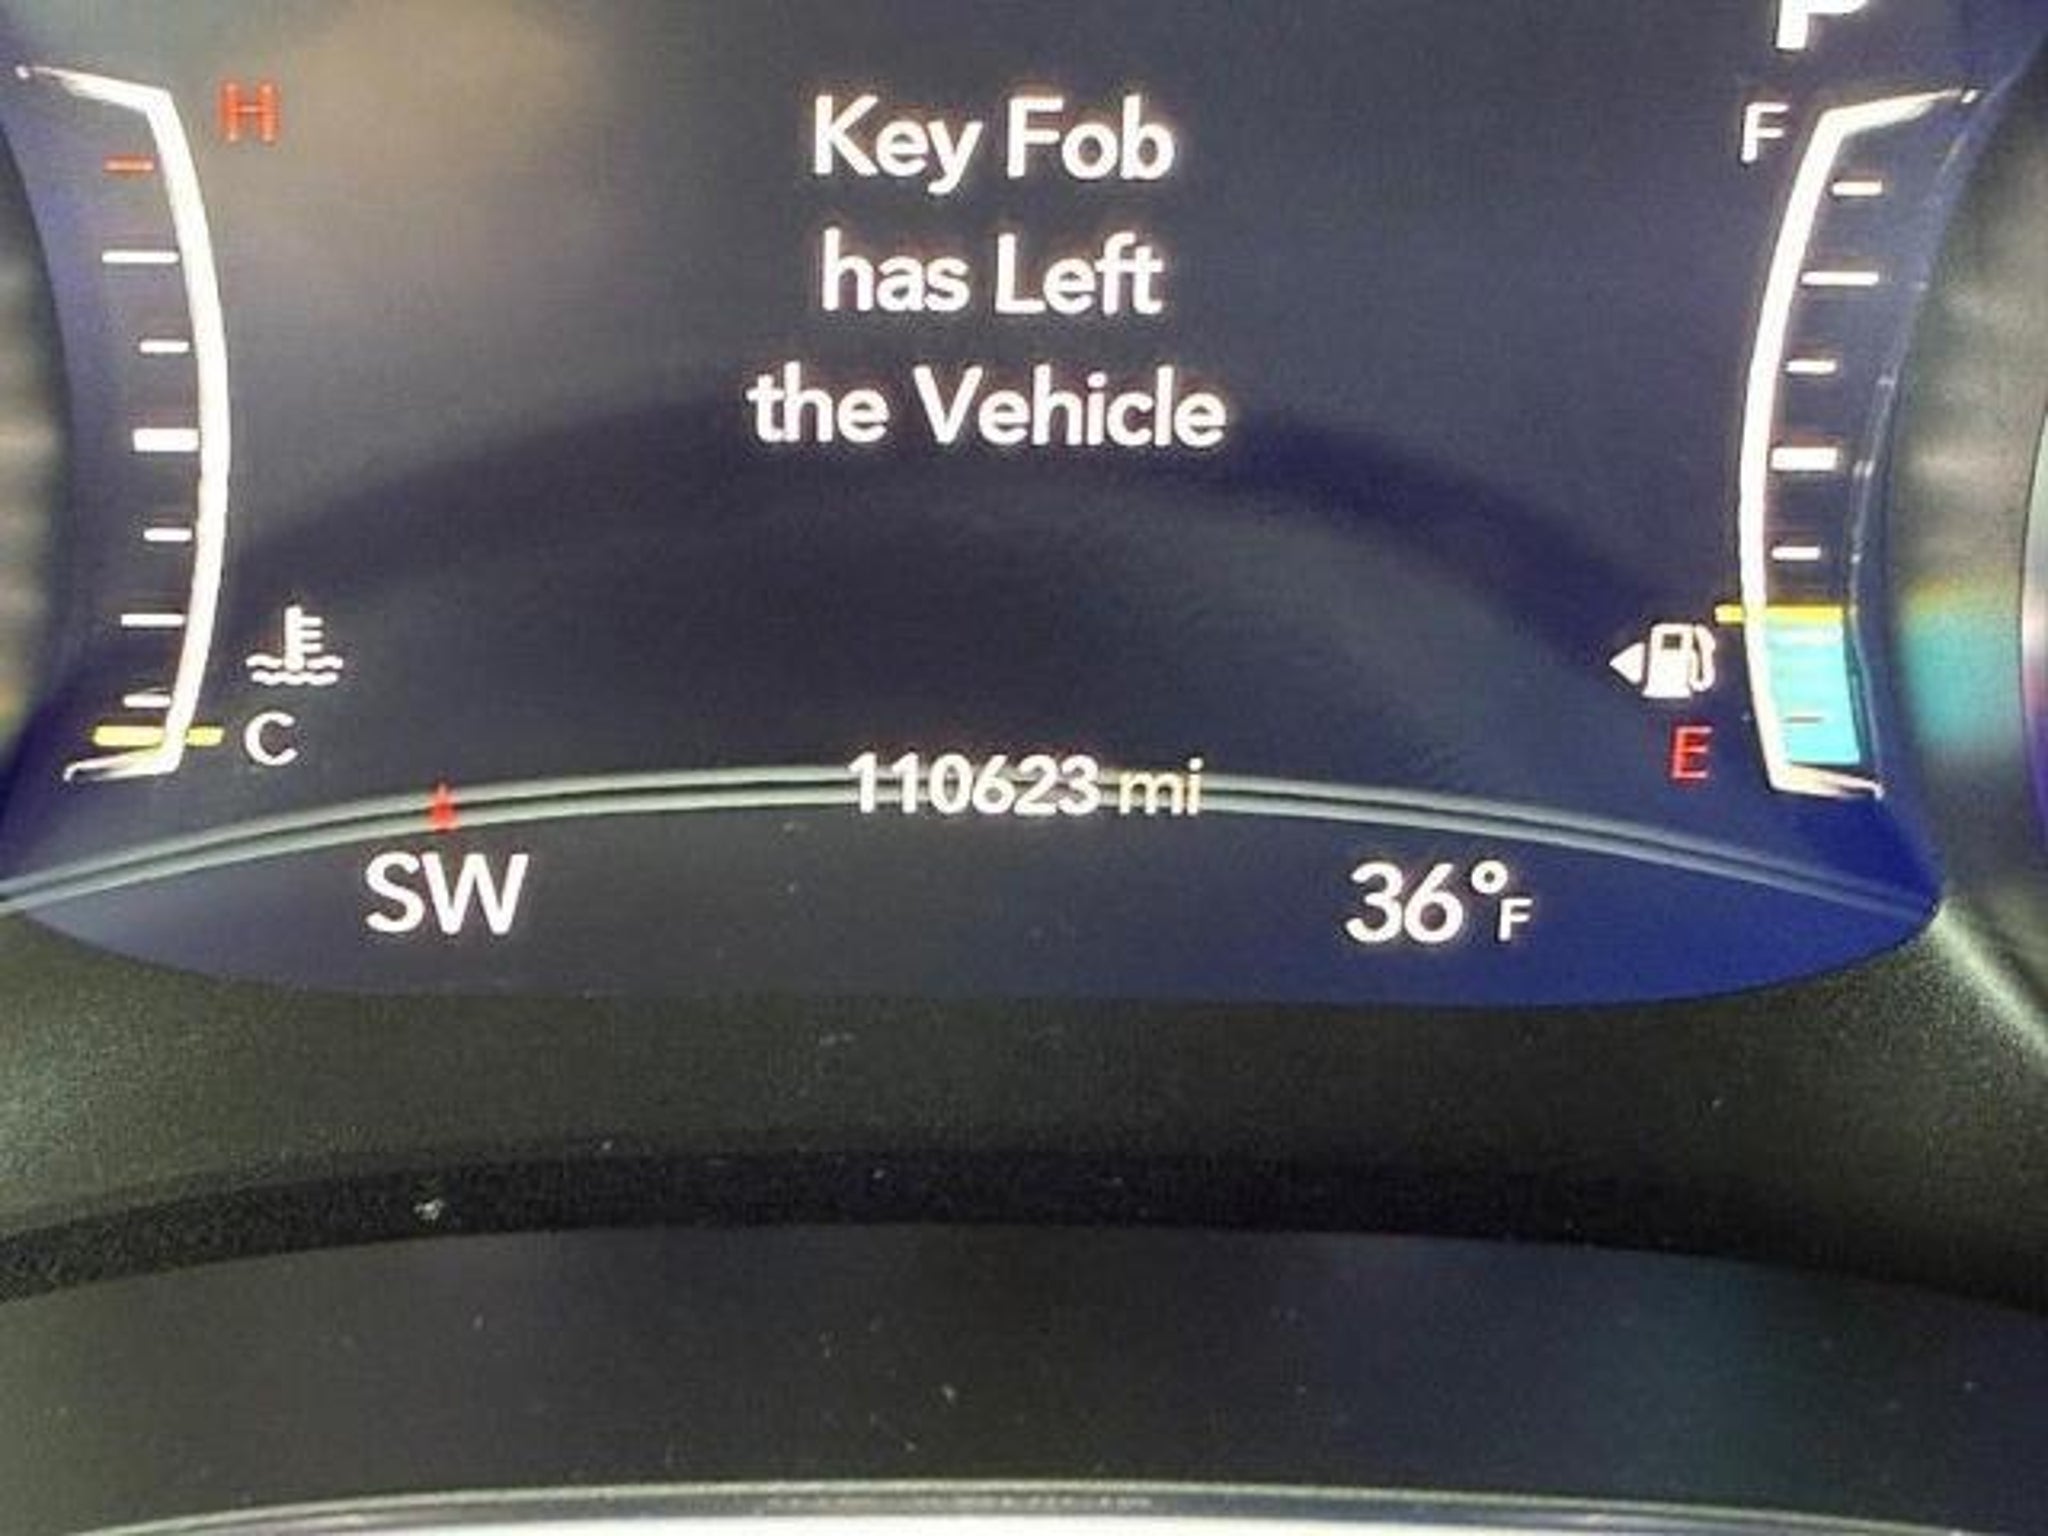 P
H
F
Key Fob
has Left
the Vehicle
C
E
110623 mi
SW
36°F